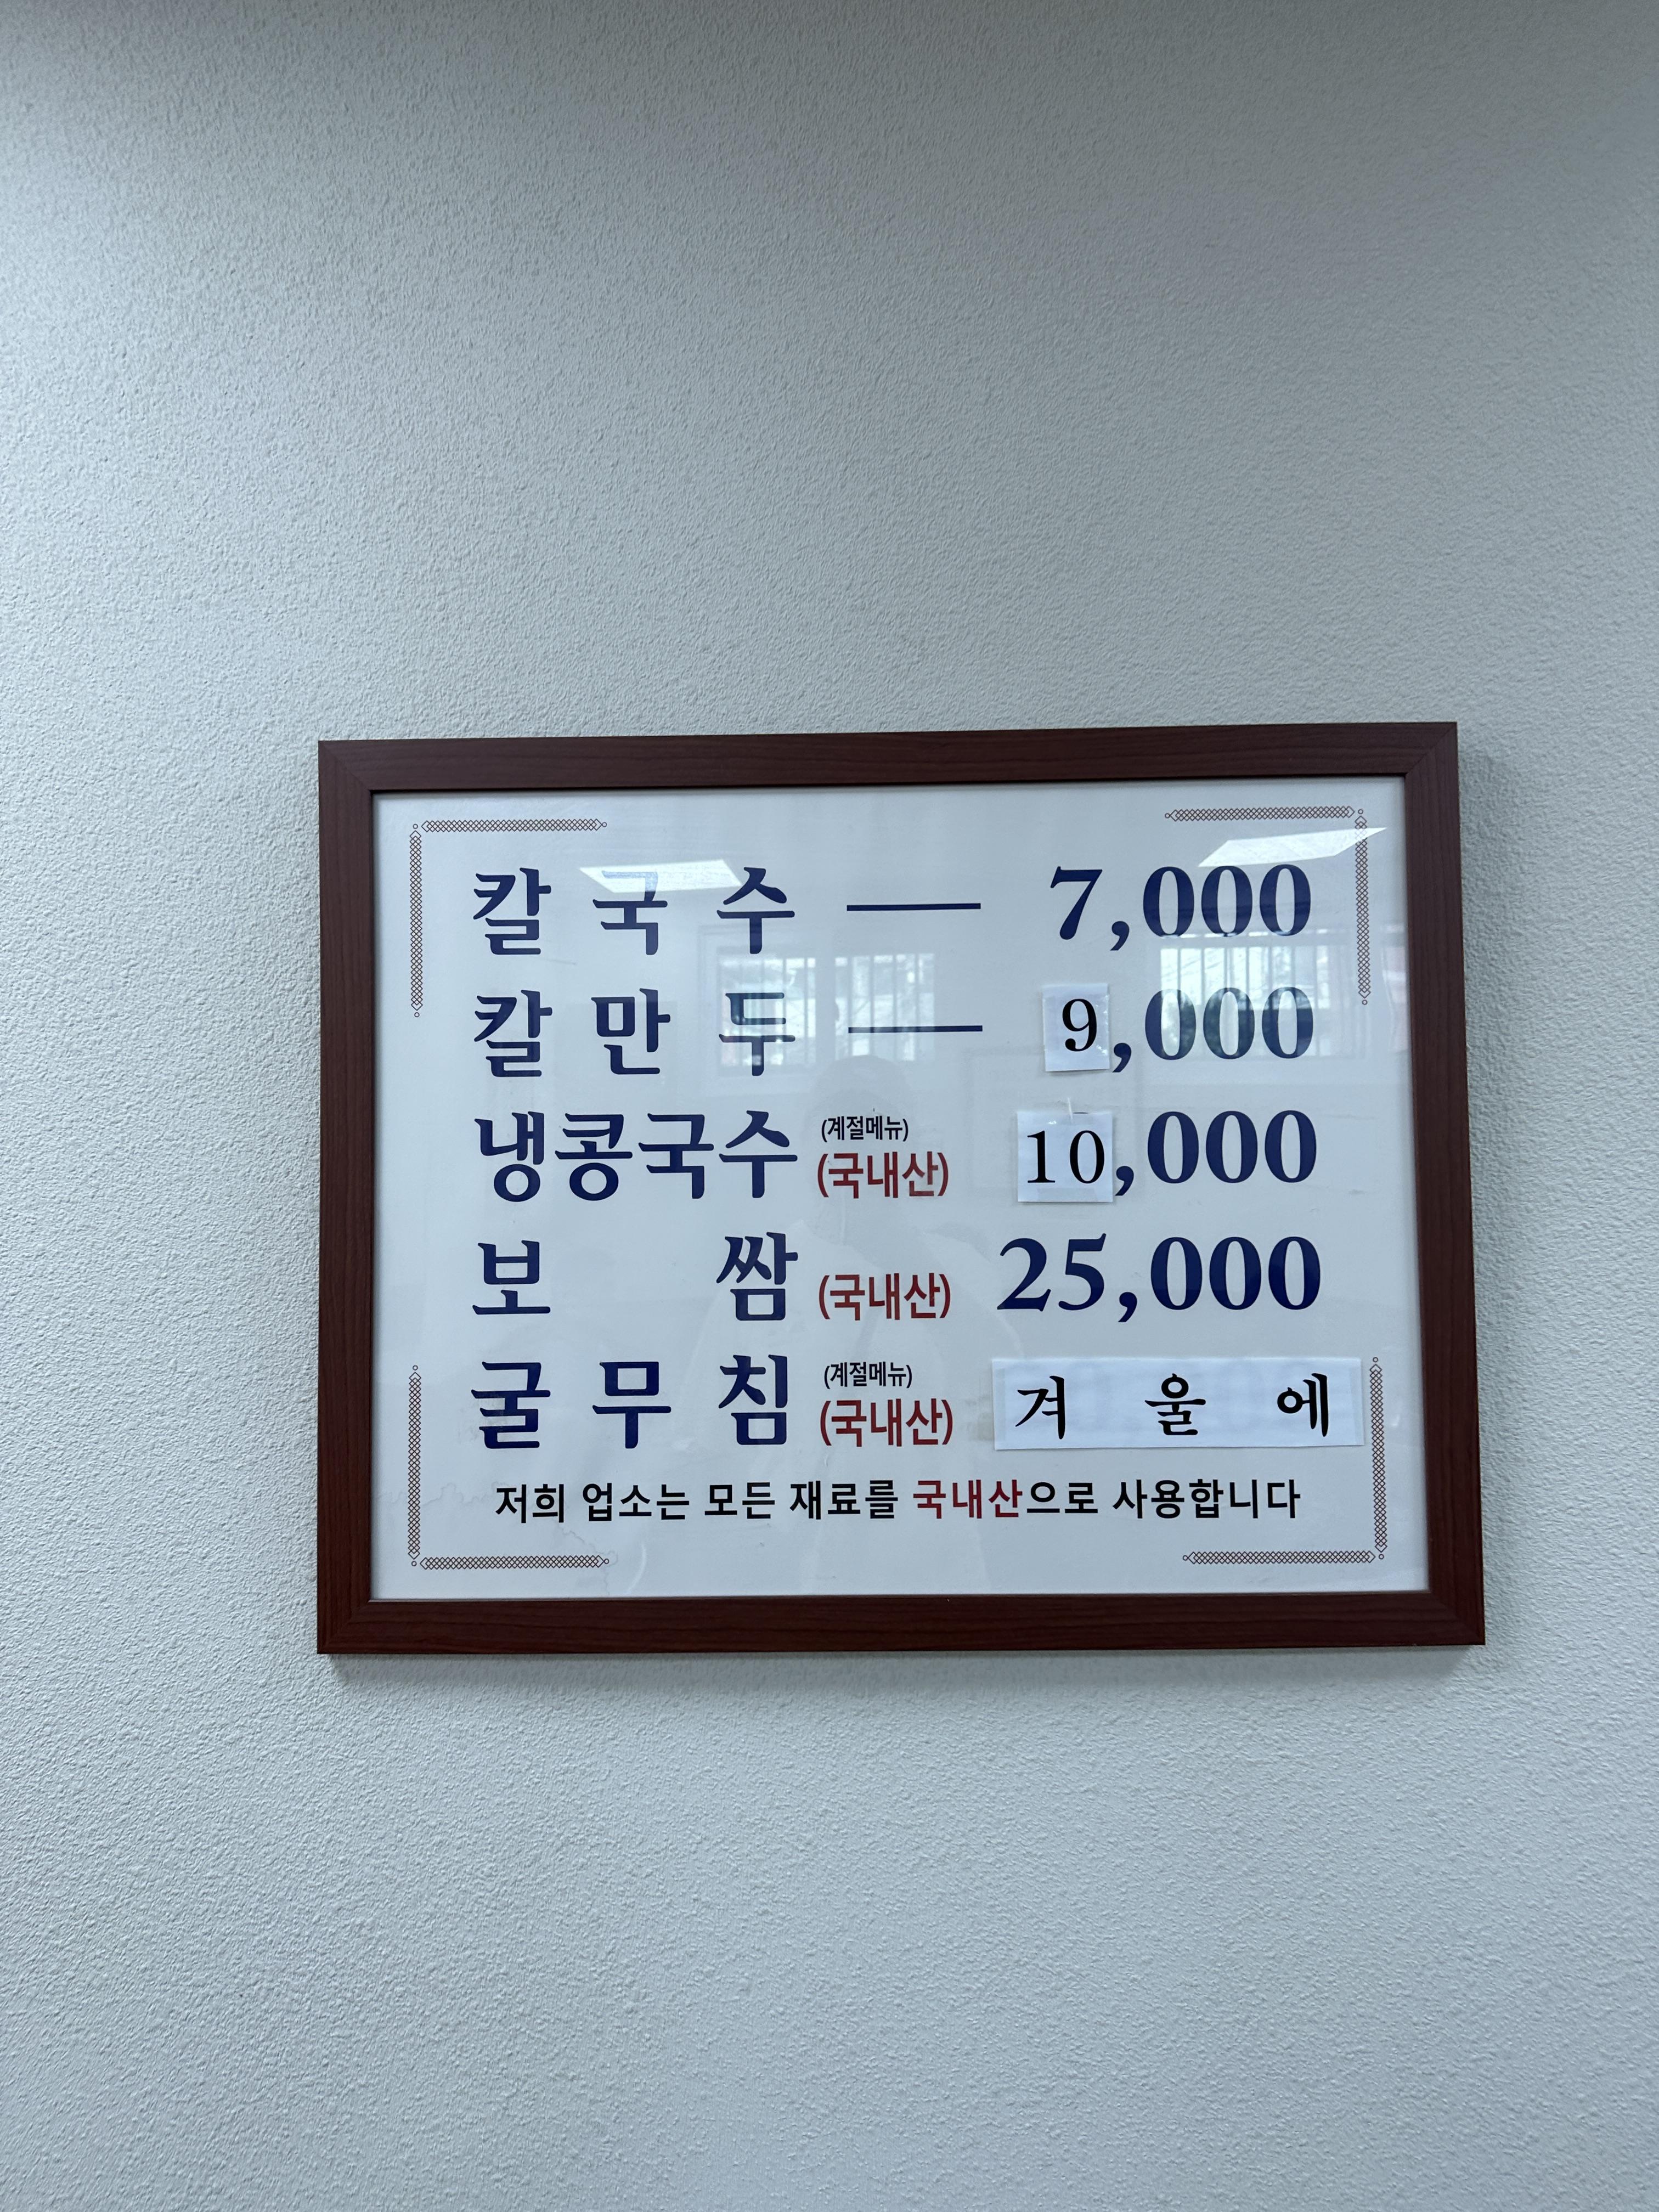 칼국수 — 7,000
칼만두 — 9,000
냉콩국수 (계절메뉴) (국내산) 10,000
보쌈 (국내산) 25,000
굴무침 (계절메뉴) (국내산) 겨울에
저희 업소는 모든 재료를 국내산으로 사용합니다